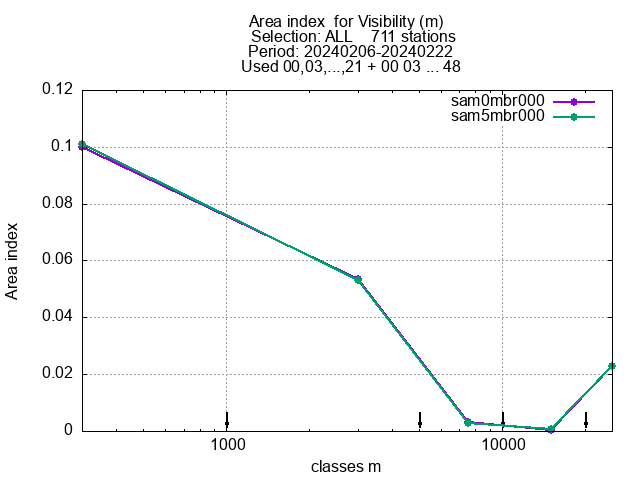 Area index  for Visibility (m)
Selection: ALL    711 stations
Period: 20240206-20240222
Used 00,03,...,21 + 00 03 ... 48
sam0mbr000
sam5mbr000
0.12
0.1
0.08
0.06
0.04
0.02
0
Area index
1000
10000
classes m